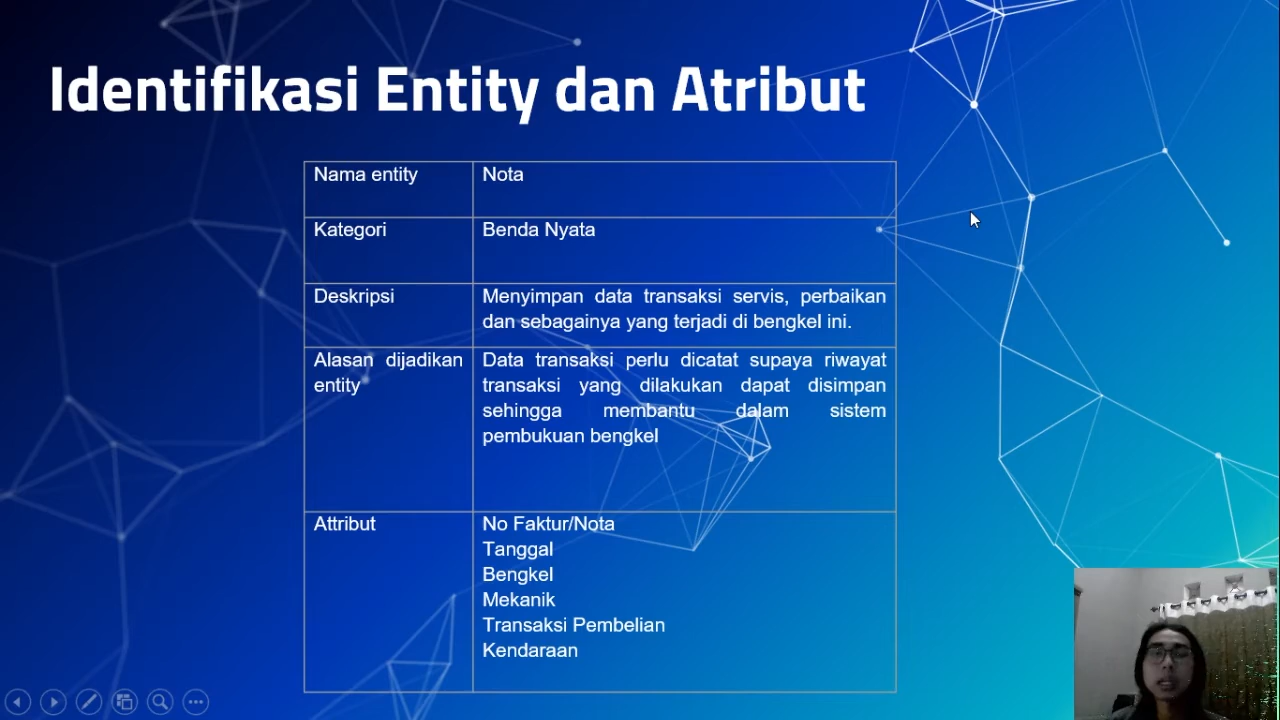 Identifikasi Entity dan Atribut
Nama entity
Nota
Kategori
Benda Nyata
Deskripsi
Menyimpan data transaksi servis, perbaikan
dan sebagainya yang terjadi di bengkel ini.
Alasan dijadikan
entity
Data transaksi perlu dicatat supaya riwayat
transaksi yang dilakukan dapat disimpan
sehingga membantu dalam sistem
pembukuan bengkel
Attribut
No Faktur/Nota
Tanggal
Bengkel
Mekanik
Transaksi Pembelian
Kendaraan